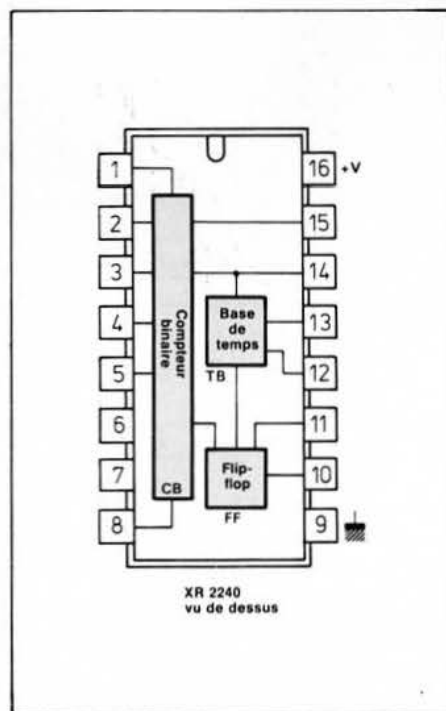 1
16 +V
2
15
3
14
4
13
5
12
6
11
7
10
8
9
Compteur
binaire
CB
Base
de
temps
TB
Flip-
flop
FF
XR 2240
vu de dessus